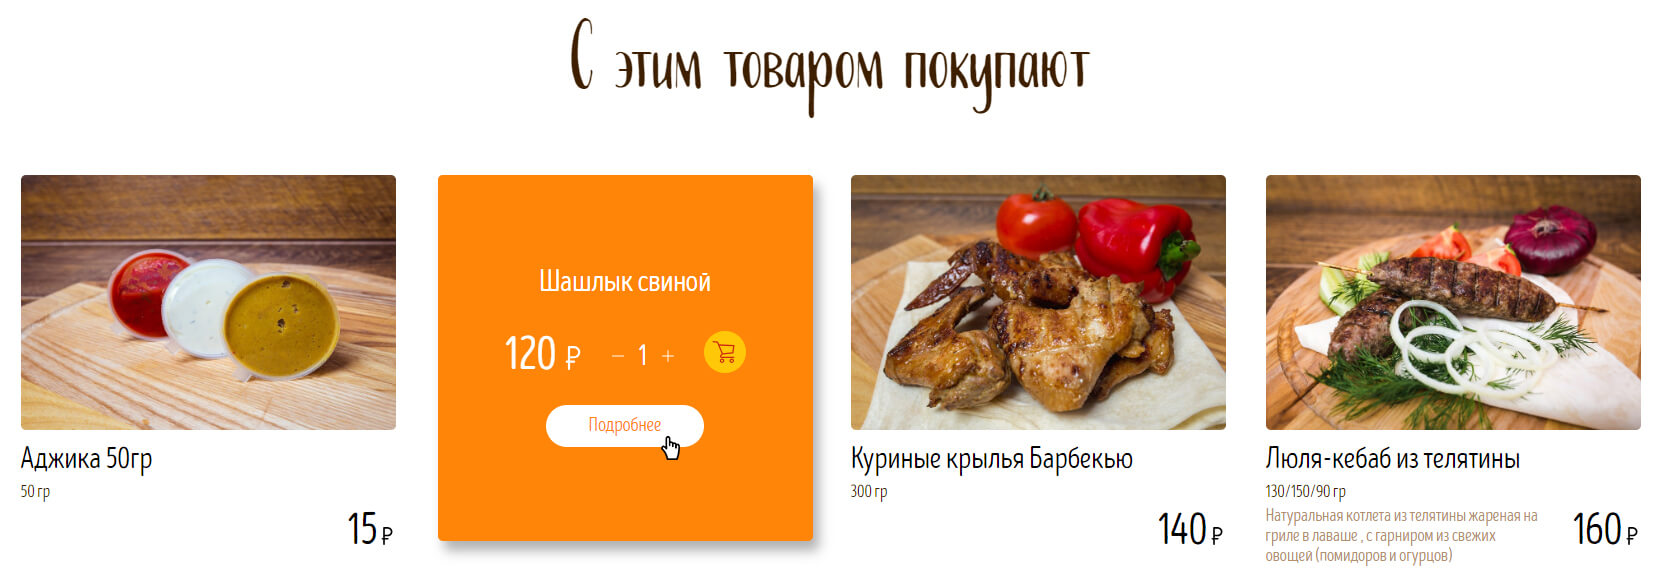 С этим товаром покупают
Аджика 50гр
50 гр
15 ₽
Шашлык свиной
120 ₽ – 1 +
Подробнее
Куриные крылья Барбекью
300 гр
140 ₽
Люля-кебаб из телятины
130/150/90 гр
Натуральная котлета из телятины жареная на
гриле в лаваше , с гарниром из свежих
овощей (помидоров и огурцов)
160 ₽